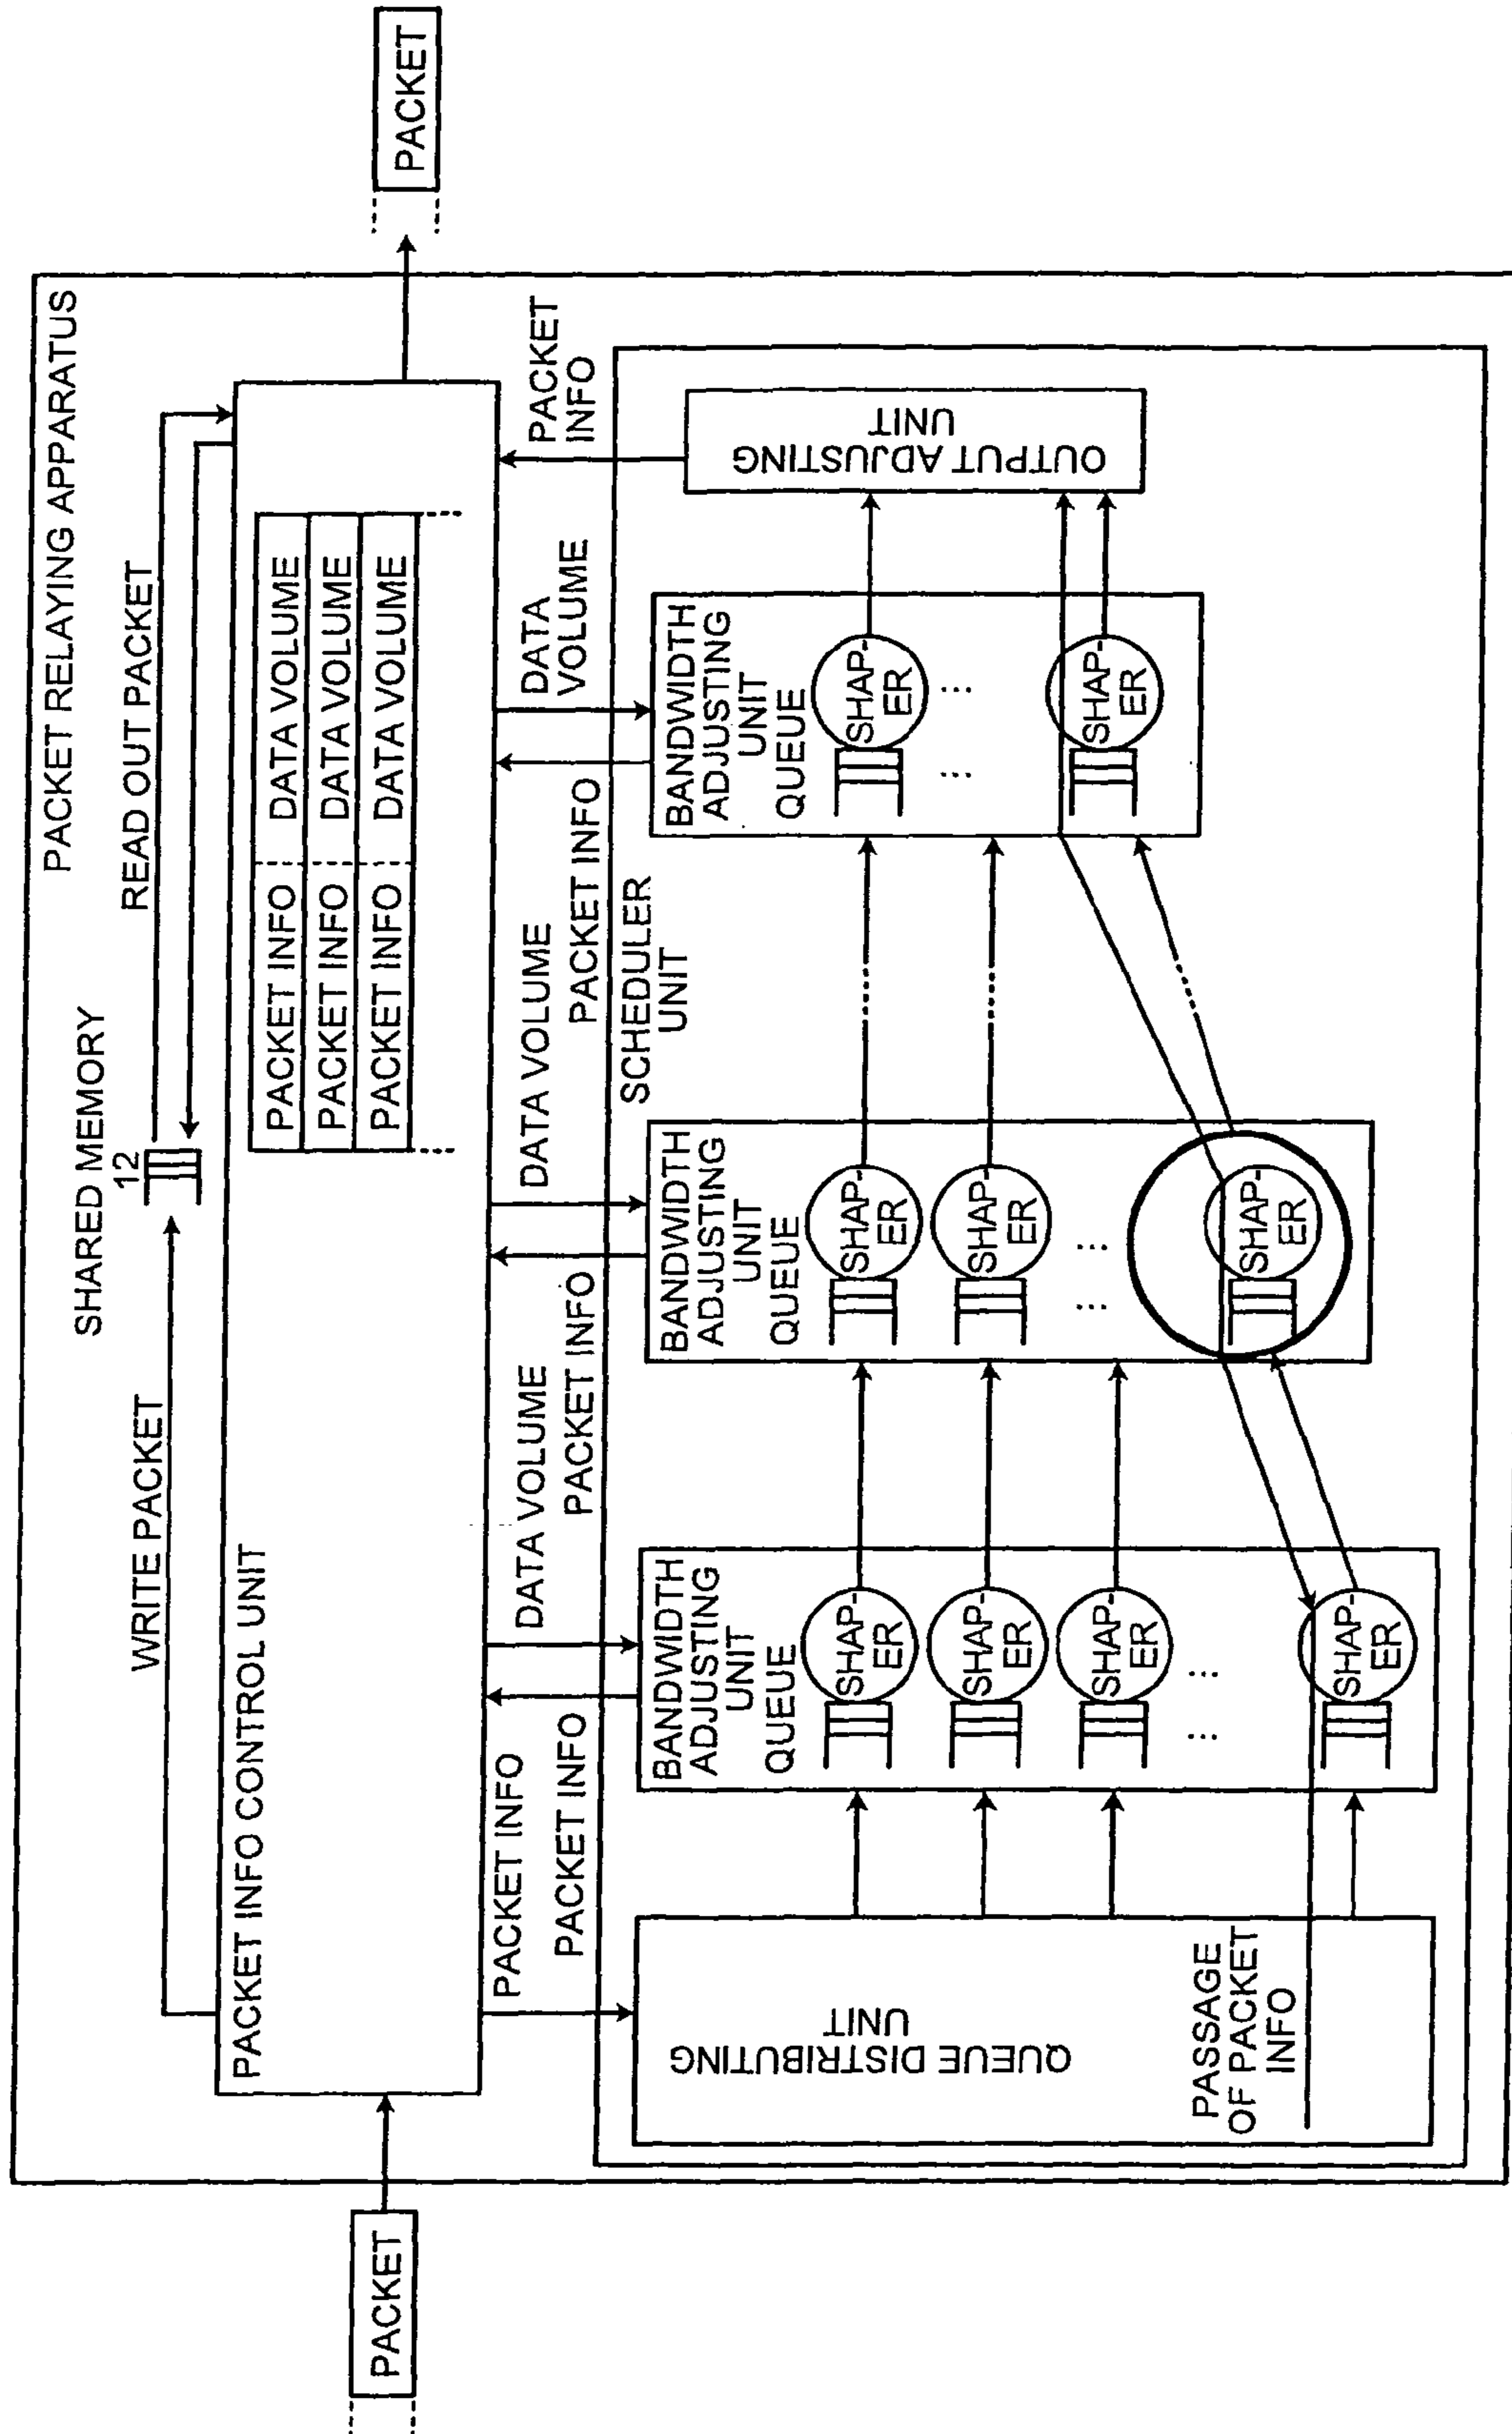 PACKET RELAYING APPARATUS
SHARED MEMORY
12
WRITE PACKET
READ OUT PACKET
PACKET INFO CONTROL UNIT
PACKET INFO DATA VOLUME
PACKET INFO DATA VOLUME
PACKET INFO DATA VOLUME
PACKET
PACKET
PACKET INFO
PACKET INFO
DATA VOLUME
PACKET INFO
DATA VOLUME
PACKET INFO
DATA
VOLUME
PACKET
INFO
SCHEDULER
UNIT
QUEUE DISTRIBUTING
UNIT
PASSAGE
OF PACKET
INFO
BANDWIDTH
ADJUSTING
UNIT
QUEUE
SHAP-
ER
SHAP-
ER
SHAP-
ER
...
...
SHAP-
ER
BANDWIDTH
ADJUSTING
UNIT
QUEUE
SHAP-
ER
SHAP-
ER
...
...
SHAP-
ER
BANDWIDTH
ADJUSTING
UNIT
QUEUE
SHAP-
ER
...
...
SHAP-
ER
OUTPUT ADJUSTING
UNIT